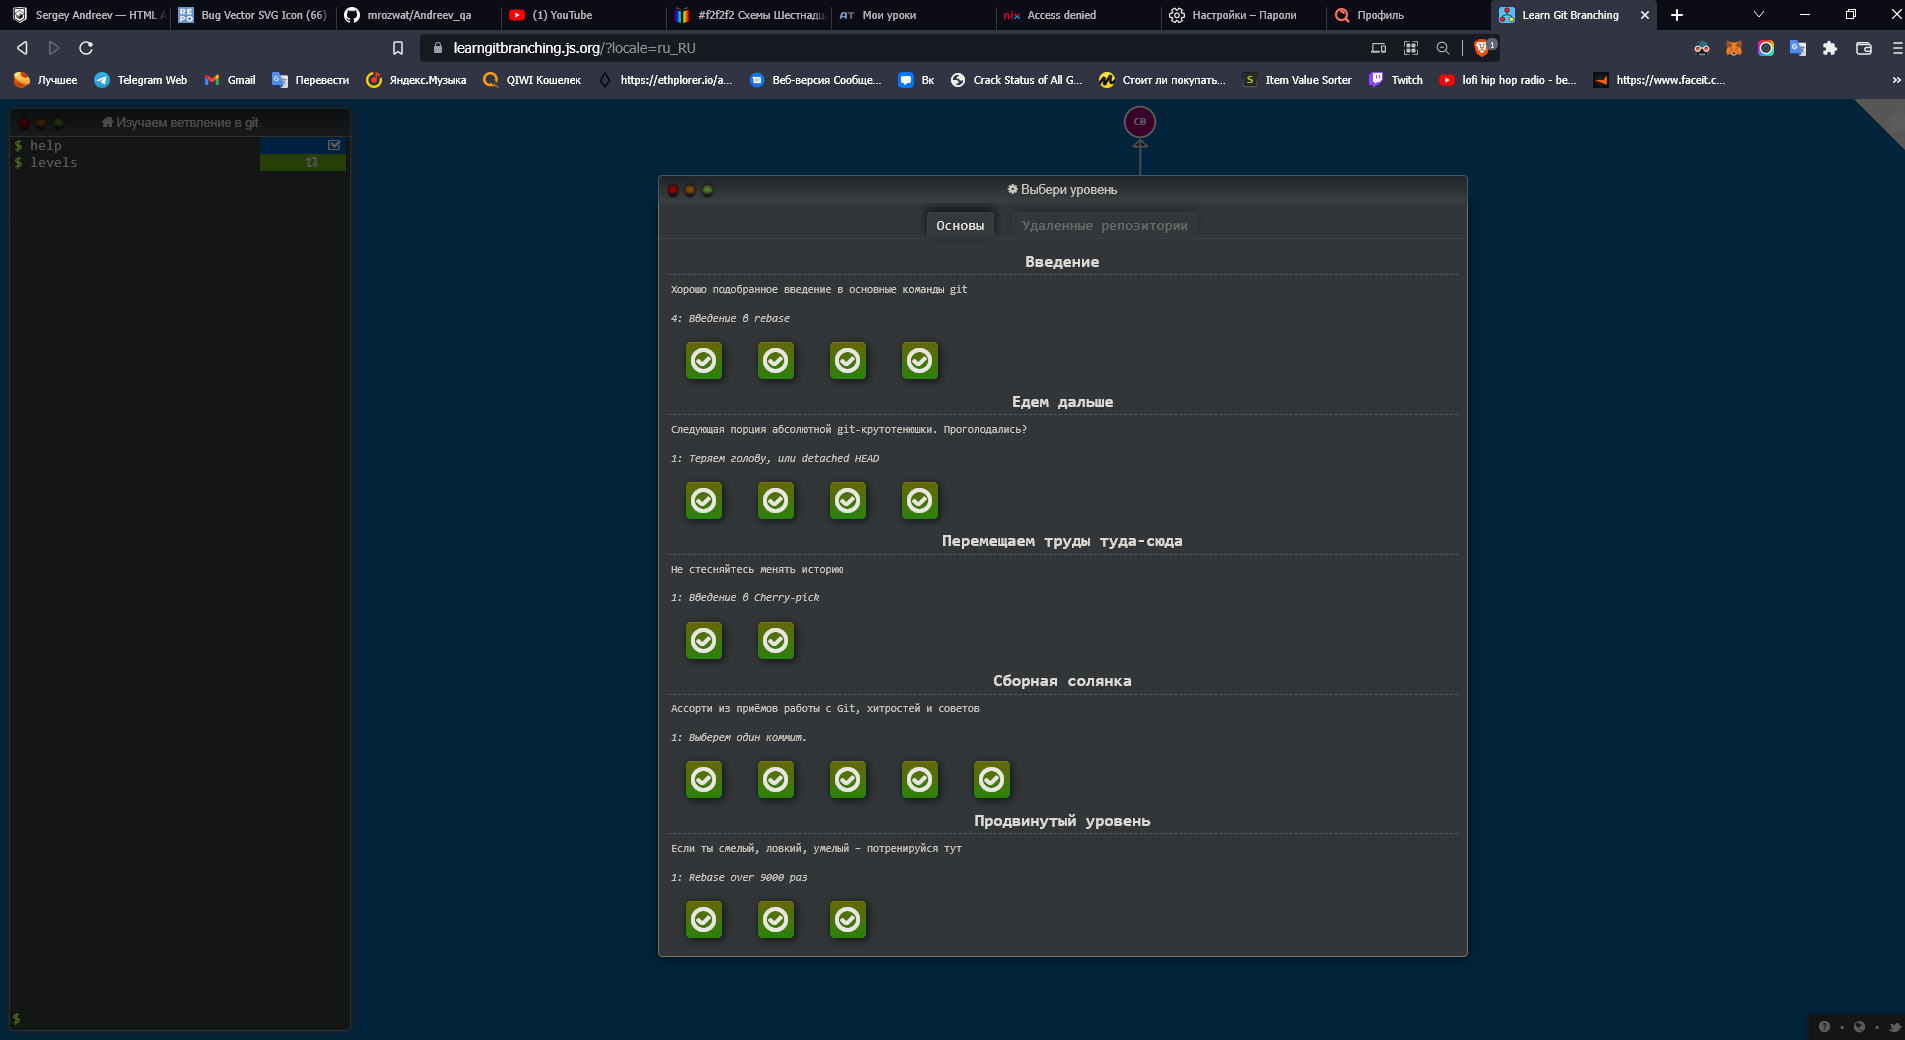 Sergey Andreev — HTML A
Bug Vector SVG Icon (66)
mrozwat/Andreev_qa
(1) YouTube
#f2f2f2 Схемы Шестнадц
Мои уроки
nix Access denied
Настройки – Пароли
Профиль
Learn Git Branching
learngitbranching.js.org/?locale=ru_RU
1
Лучшее
Telegram Web
Gmail
Перевести
Яндекс.Музыка
QIWI Кошелек
https://ethplorer.io/a...
Веб-версия Сообще...
Вк
Crack Status of All G...
Стоит ли покупать...
Item Value Sorter
Twitch
lofi hip hop radio - be...
https://www.faceit.c...
Изучаем ветвление в git
$ help
$ levels
$
C0
Выбери уровень
Основы
Удаленные репозитории
Введение
Хорошо подобранное введение в основные команды git
4: Введение в rebase
Едем дальше
Следующая порция абсолютной git-крутотенюшки. Проголодались?
1: Теряем голову, или detached HEAD
Перемещаем труды туда-сюда
Не стесняйтесь менять историю
1: Введение в Cherry-pick
Сборная солянка
Ассорти из приёмов работы с Git, хитростей и советов
1: Выберем один коммит.
Продвинутый уровень
Если ты смелый, ловкий, умелый – потренируйся тут
1: Rebase over 9000 раз